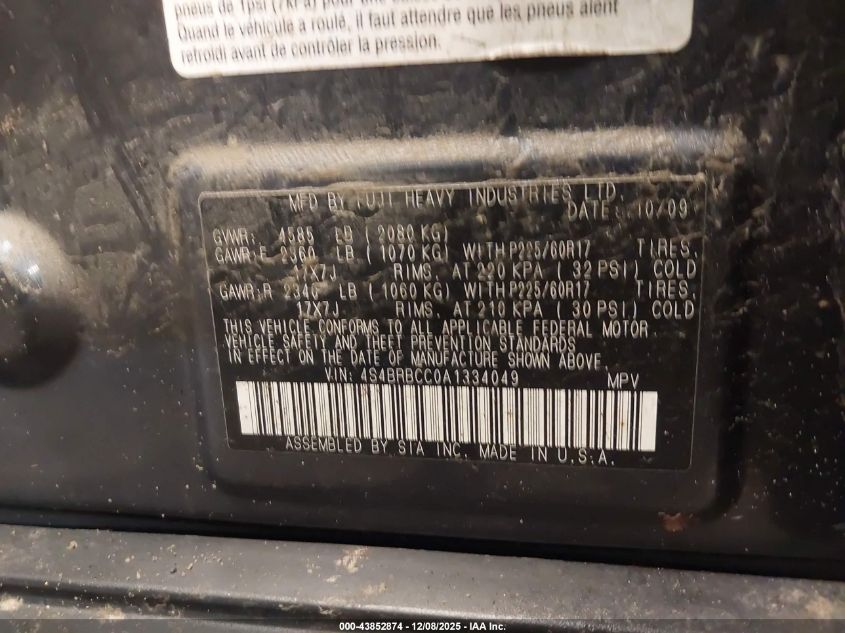 pneus de 1psi (7kPa) pour une
Quand le véhicule a roulé, il faut attendre que les pneus aient
refroidi avant de contrôler la pression.
MFD BY FUJI HEAVY INDUSTRIES LTD.
DATE: 10/09
GVWR: 4585 LB (2080 KG)
GAWR:F 2360 LB (1070 KG) WITH P225/60R17 TIRES,
17X7J RIMS, AT 220 KPA (32 PSI) COLD
GAWR:R 2340 LB (1060 KG) WITH P225/60R17 TIRES,
17X7J RIMS, AT 210 KPA (30 PSI) COLD
THIS VEHICLE CONFORMS TO ALL APPLICABLE FEDERAL MOTOR
VEHICLE SAFETY AND THEFT PREVENTION STANDARDS
IN EFFECT ON THE DATE OF MANUFACTURE SHOWN ABOVE.
VIN: 4S4BRBCC0A1334049 MPV
ASSEMBLED BY SIA INC. MADE IN U.S.A.
000-43852874 - 12/08/2025 - IAA Inc.